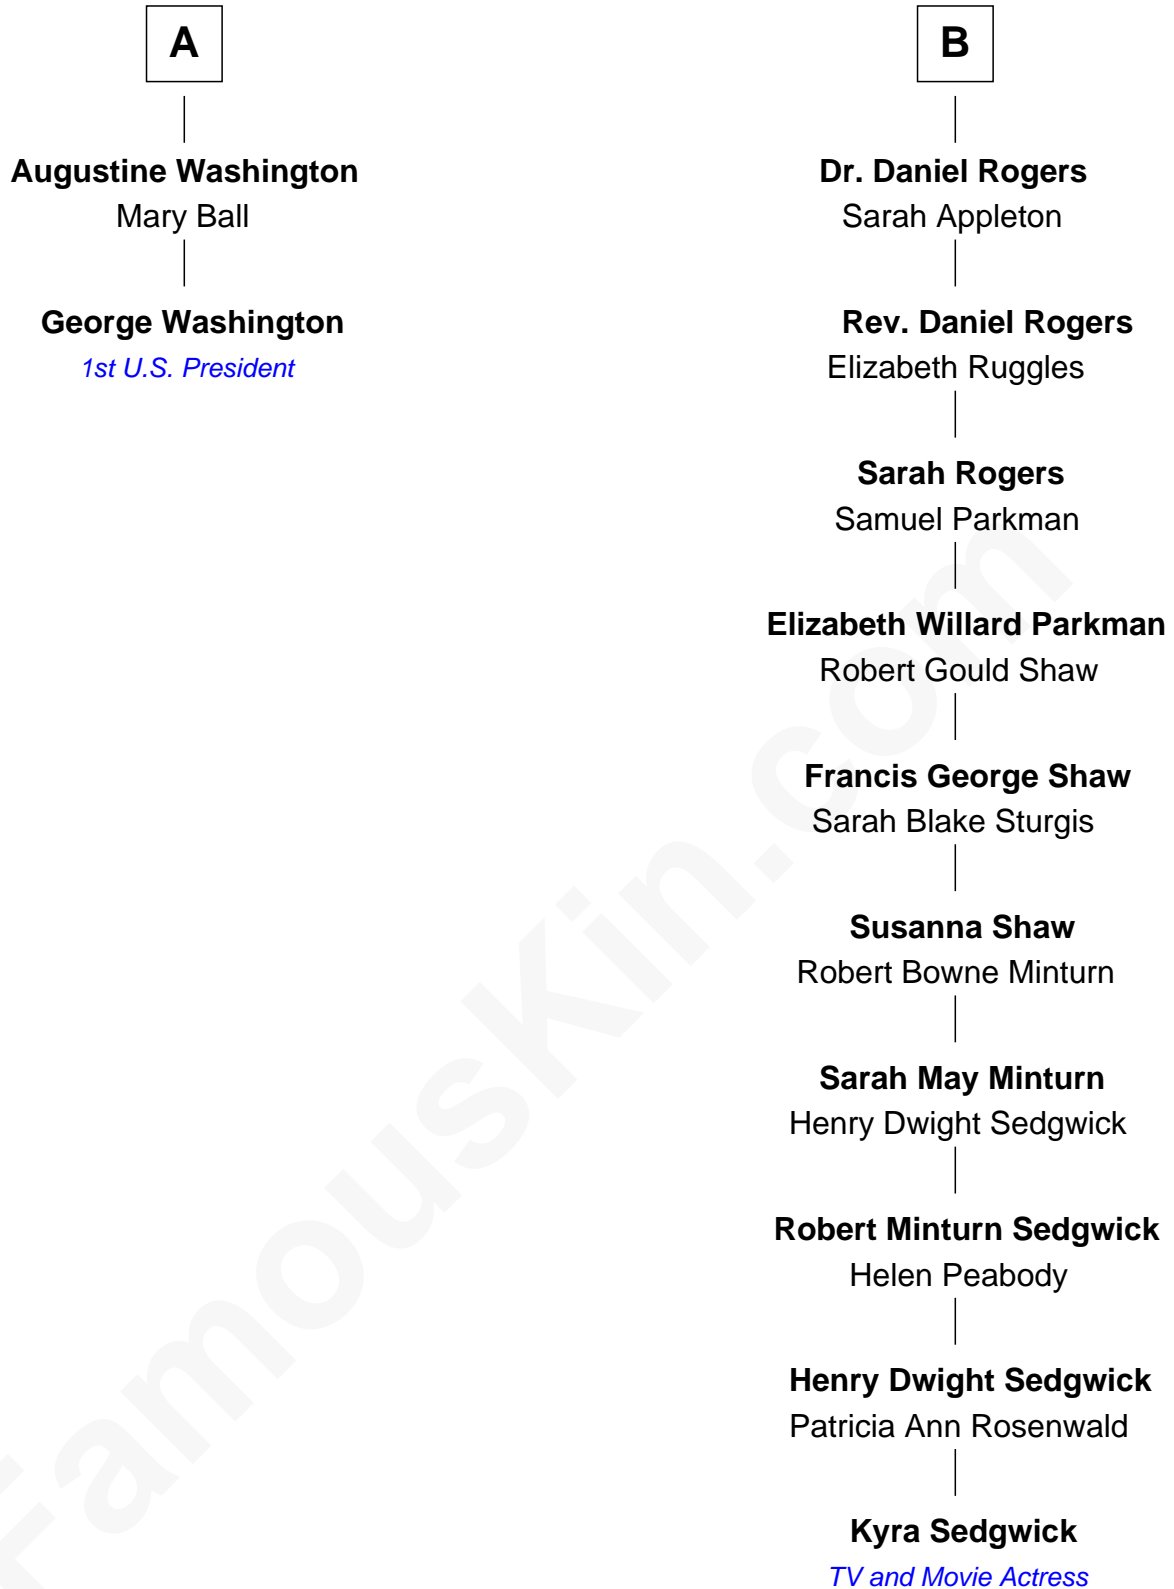 A
Augustine Washington
Mary Ball
George Washington
1st U.S. President
B
Dr. Daniel Rogers
Sarah Appleton
Rev. Daniel Rogers
Elizabeth Ruggles
Sarah Rogers
Samuel Parkman
Elizabeth Willard Parkman
Robert Gould Shaw
Francis George Shaw
Sarah Blake Sturgis
Susanna Shaw
Robert Bowne Minturn
Sarah May Minturn
Henry Dwight Sedgwick
Robert Minturn Sedgwick
Helen Peabody
Henry Dwight Sedgwick
Patricia Ann Rosenwald
Kyra Sedgwick
TV and Movie Actress
FamousKin.com